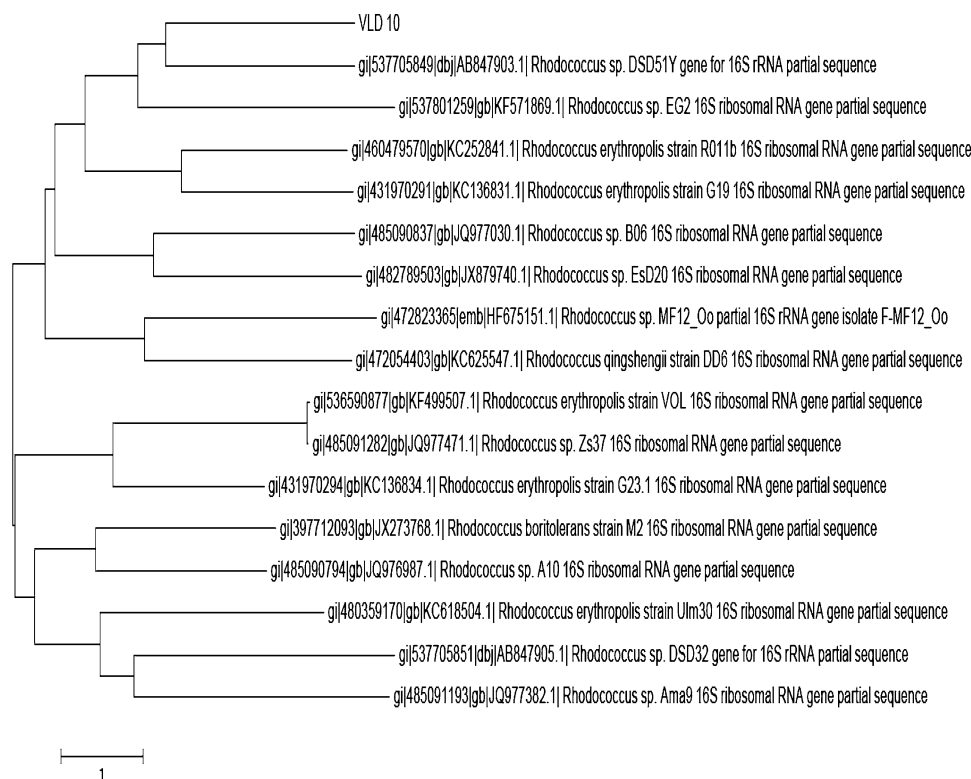 VLD 10
gi|537705849|dbj|AB847903.1| Rhodococcus sp. DSD51Y gene for 16S rRNA partial sequence
gi|537801259|gb|KF571869.1| Rhodococcus sp. EG2 16S ribosomal RNA gene partial sequence
gi|460479570|gb|KC252841.1| Rhodococcus erythropolis strain R011b 16S ribosomal RNA gene partial sequence
gi|431970291|gb|KC136831.1| Rhodococcus erythropolis strain G19 16S ribosomal RNA gene partial sequence
gi|485090837|gb|JQ977030.1| Rhodococcus sp. B06 16S ribosomal RNA gene partial sequence
gi|482789503|gb|JX879740.1| Rhodococcus sp. EsD20 16S ribosomal RNA gene partial sequence
gi|472823365|emb|HF675151.1| Rhodococcus sp. MF12_Oo partial 16S rRNA gene isolate F-MF12_Oo
gi|472054403|gb|KC625547.1| Rhodococcus qingshengii strain DD6 16S ribosomal RNA gene partial sequence
gi|536590877|gb|KF499507.1| Rhodococcus erythropolis strain VOL 16S ribosomal RNA gene partial sequence
gi|485091282|gb|JQ977471.1| Rhodococcus sp. Zs37 16S ribosomal RNA gene partial sequence
gi|431970294|gb|KC136834.1| Rhodococcus erythropolis strain G23.1 16S ribosomal RNA gene partial sequence
gi|397712093|gb|JX273768.1| Rhodococcus boritolerans strain M2 16S ribosomal RNA gene partial sequence
gi|485090794|gb|JQ976987.1| Rhodococcus sp. A10 16S ribosomal RNA gene partial sequence
gi|480359170|gb|KC618504.1| Rhodococcus erythropolis strain Ulm30 16S ribosomal RNA gene partial sequence
gi|537705851|dbj|AB847905.1| Rhodococcus sp. DSD32 gene for 16S rRNA partial sequence
gi|485091193|gb|JQ977382.1| Rhodococcus sp. Ama9 16S ribosomal RNA gene partial sequence
1